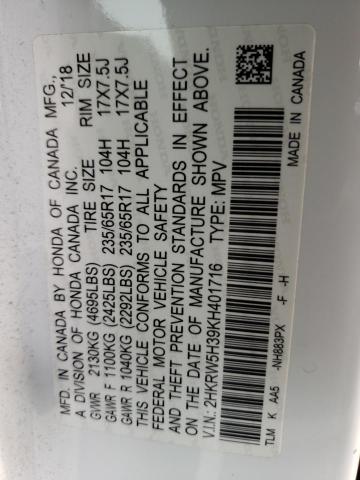 MFD. IN CANADA BY HONDA OF CANADA MFG.,
A DIVISION OF HONDA CANADA INC. 12/18
GVWR 2130KG (4695LBS) TIRE SIZE RIM SIZE
GAWR F 1100KG (2425LBS) 235/65R17 104H 17X7.5J
GAWR R 1040KG (2292LBS) 235/65R17 104H 17X7.5J
THIS VEHICLE CONFORMS TO ALL APPLICABLE
FEDERAL MOTOR VEHICLE SAFETY
AND THEFT PREVENTION STANDARDS IN EFFECT
ON THE DATE OF MANUFACTURE SHOWN ABOVE.
V.I.N.: 2HKRW5H39KH401716 TYPE: MPV
TLM K AA5 -NH883PX -F -H MADE IN CANADA